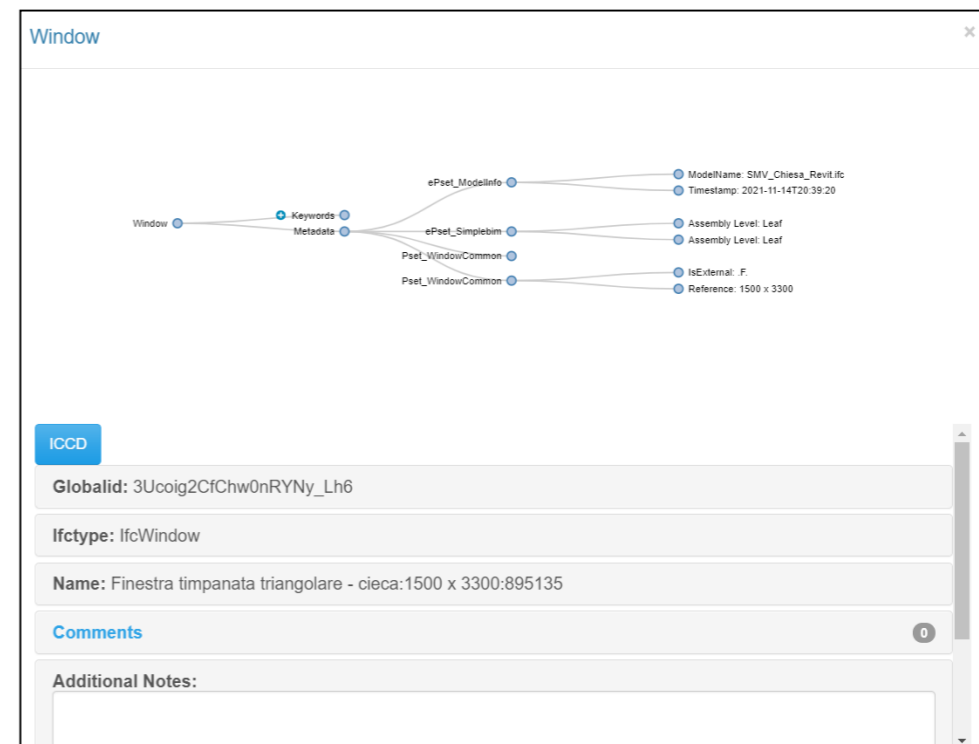 Window
×
ePset_ModelInfo
ModelName: SMV_Chiesa_Revit.ifc
Timestamp: 2021-11-14T20:39:20
Keywords
Window
Metadata
ePset_Simplebim
Assembly Level: Leaf
Assembly Level: Leaf
Pset_WindowCommon
Pset_WindowCommon
IsExternal: .F.
Reference: 1500 x 3300
ICCD
Globalid: 3Ucoig2CfChw0nRYNy_Lh6
Ifctype: IfcWindow
Name: Finestra timpanata triangolare - cieca:1500 x 3300:895135
Comments 0
Additional Notes: